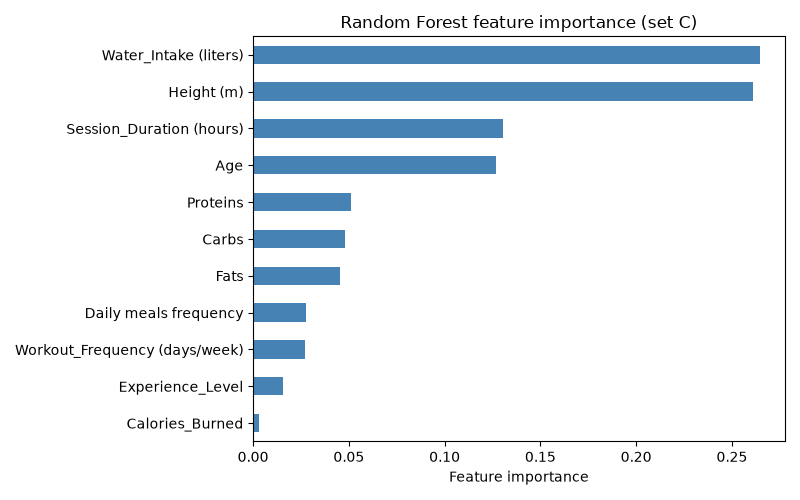 Random Forest feature importance (set C)
Water_Intake (liters)
Height (m)
Session_Duration (hours)
Age
Proteins
Carbs
Fats
Daily meals frequency
Workout_Frequency (days/week)
Experience_Level
Calories_Burned
0.00 0.05 0.10 0.15 0.20 0.25
Feature importance